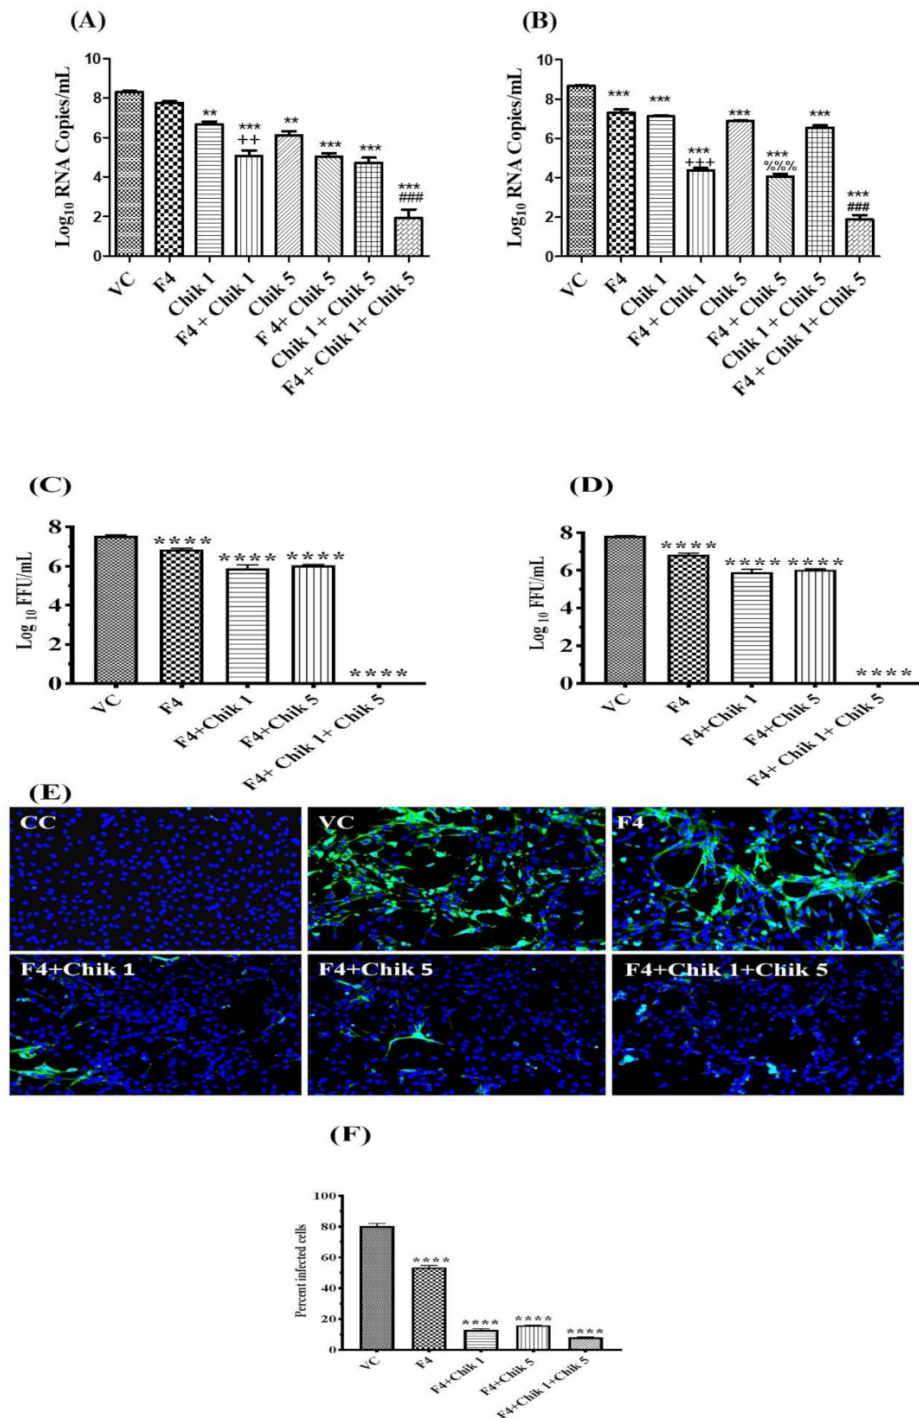 (A)
Log10 RNA Copies/mL
10
8
6
4
2
0
**
***
++
**
***
***
***
###
VC
F4
Chik 1
F4 + Chik 1
Chik 5
F 4+ Chik 5
Chik 1 + Chik 5
F4 + Chik 1+ Chik 5
(B)
Log10 RNA Copies/mL
10
8
6
4
2
0
***
***
***
+++
***
***
%%%
***
***
###
VC
F4
Chik 1
F4 + Chik 1
Chik 5
F4 + Chik 5
Chik 1 + Chik 5
F4 + Chik 1+ Chik 5
(C)
Log 10 FFU/mL
8
6
4
2
0
****
****
****
****
VC
F4
F4+Chik 1
F4+Chik 5
F4+ Chik 1+ Chik 5
(D)
Log 10 FFU/mL
8
6
4
2
0
****
****
****
****
VC
F4
F4+Chik 1
F4+Chik 5
F4+ Chik 1+ Chik 5
(E)
CC
VC
F4
F4+Chik 1
F4+Chik 5
F4+Chik 1+Chik 5
(F)
Percent infected cells
100
80
60
40
20
0
****
****
****
****
VC
F4
F4+Chik 1
F4+Chik 5
F4+Chik 1+Chik 5